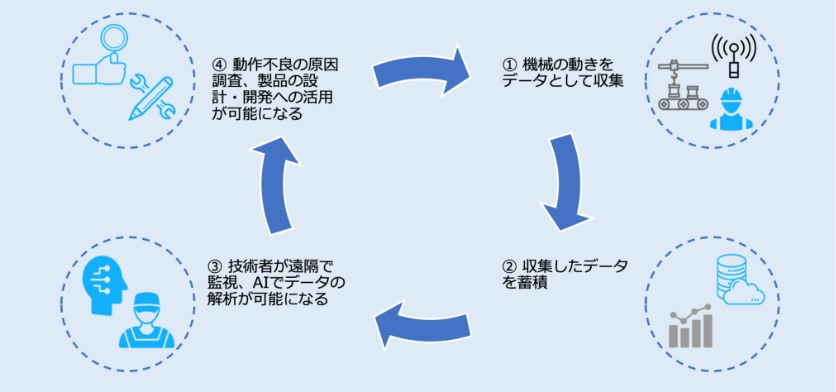 ④ 動作不良の原因
調査、製品の設
計・開発への活用
が可能になる
① 機械の動きを
データとして収集
③ 技術者が遠隔で
監視、AIでデータの
解析が可能になる
② 収集したデータ
を蓄積